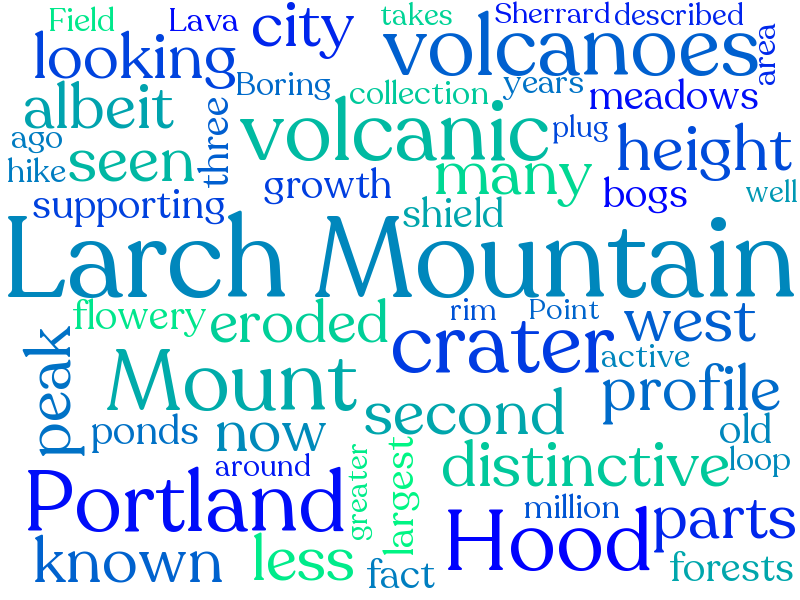 Field Lava city takes Sherrard described
looking volcanoes area
Boring collection years meadows
albeit three volcanic plug
ago seen many height
hike growth bogs well
supporting shield
Larch Mountain
flowery eroded rim Point west
peak crater active
Mount profile
ponds now second old
around greater largest distinctive loop
Portland million Hood parts
known less fact forests